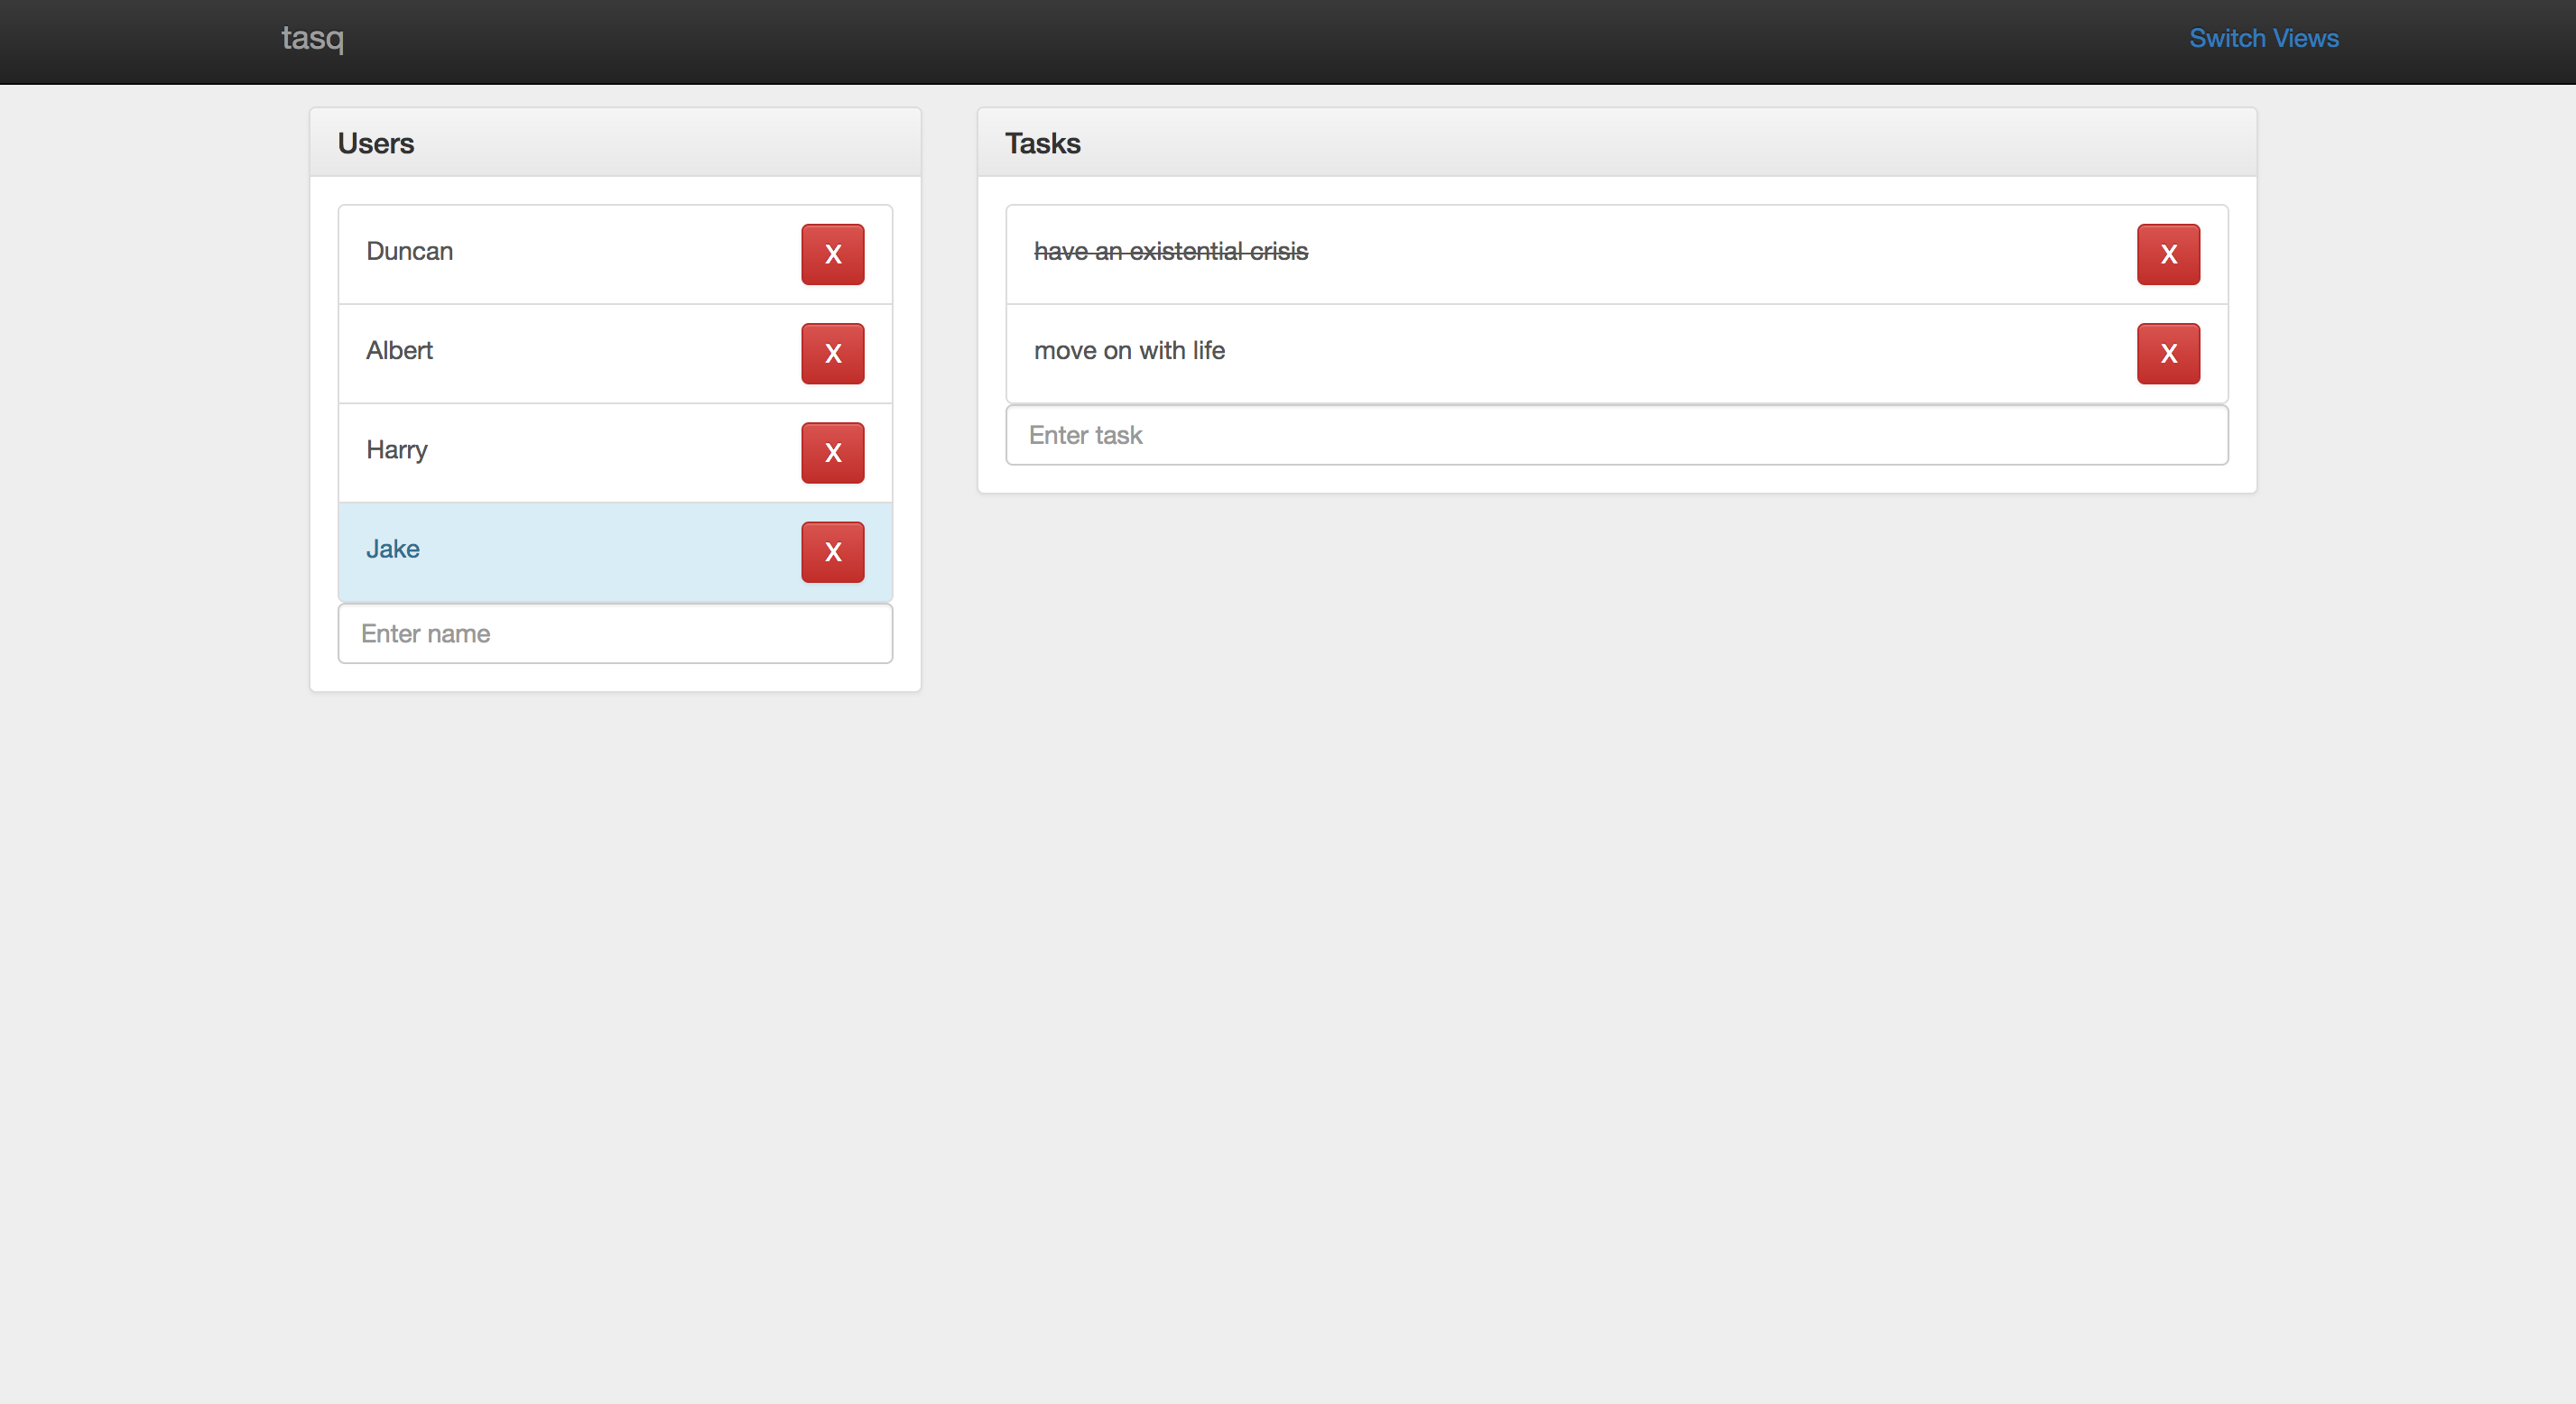 tasq
Switch Views
Users
Duncan
X
Albert
X
Harry
X
Jake
X
Enter name
Tasks
have an existential crisis
X
move on with life
X
Enter task